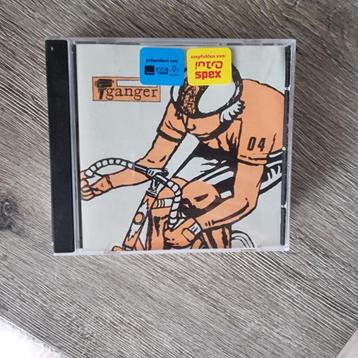 präsentiert von:
empfohlen von:
intro
spex
ganger
04